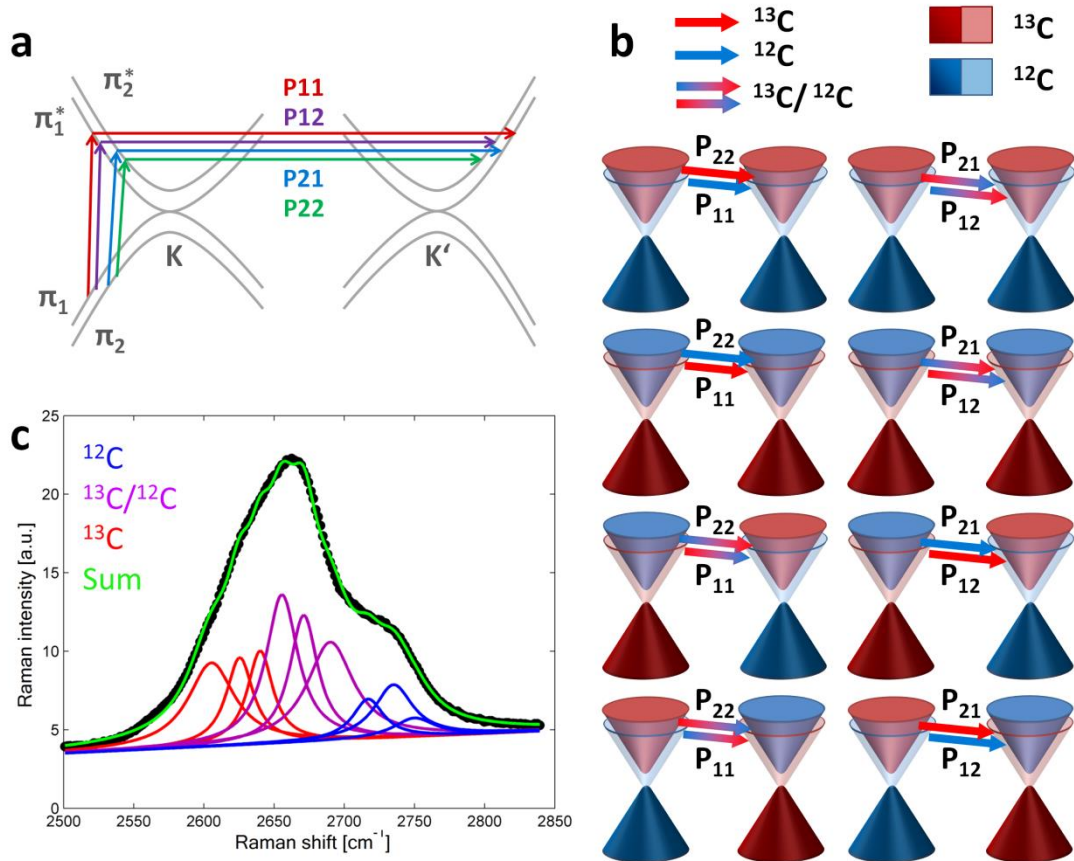 a
π₂*
π₁*
P11
P12
P21
P22
K
K‘
π₁
π₂
b
¹³C
¹²C
¹³C/ ¹²C
¹³C
¹²C
P₂₂ P₂₁
P₁₁ P₁₂
P₂₂ P₂₁
P₁₁ P₁₂
P₂₂ P₂₁
P₁₁ P₁₂
P₂₂ P₂₁
P₁₁ P₁₂
c
¹²C
¹³C/¹²C
¹³C
Sum
25
20
15
10
5
0
Raman intensity [a.u.]
2500 2550 2600 2650 2700 2750 2800 2850
Raman shift [cm⁻¹]